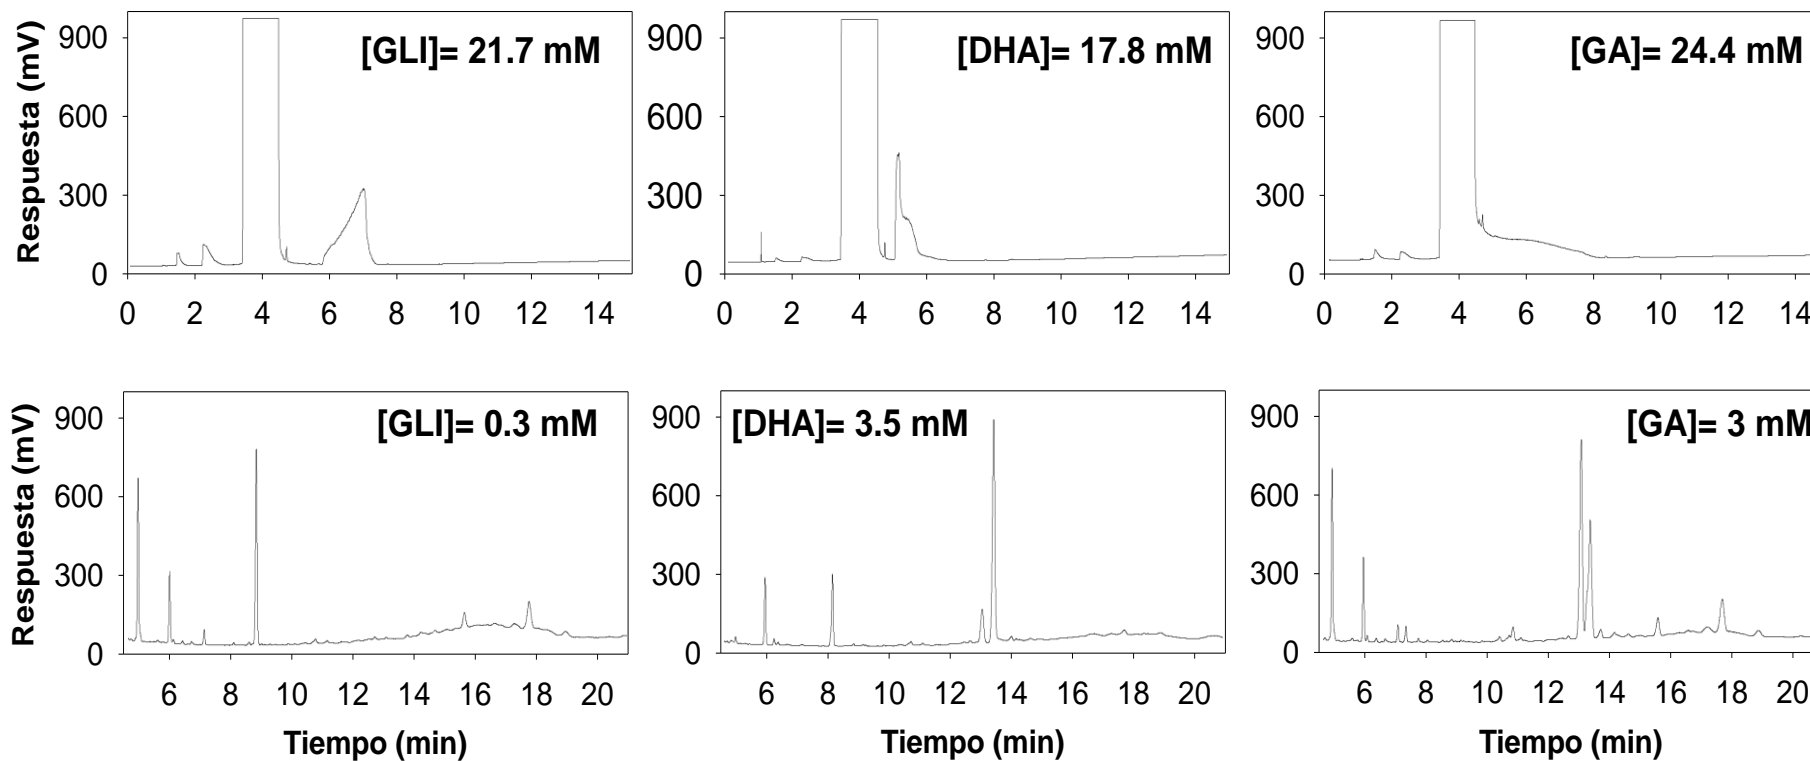 Respuesta (mV)
900
600
300
0
[GLI]= 21.7 mM
0 2 4 6 8 10 12 14
900
600
300
0
[DHA]= 17.8 mM
0 2 4 6 8 10 12 14
900
600
300
0
[GA]= 24.4 mM
0 2 4 6 8 10 12 14
Respuesta (mV)
900
600
300
0
[GLI]= 0.3 mM
6 8 10 12 14 16 18 20
Tiempo (min)
900
600
300
0
[DHA]= 3.5 mM
6 8 10 12 14 16 18 20
Tiempo (min)
900
600
300
0
[GA]= 3 mM
6 8 10 12 14 16 18 20
Tiempo (min)